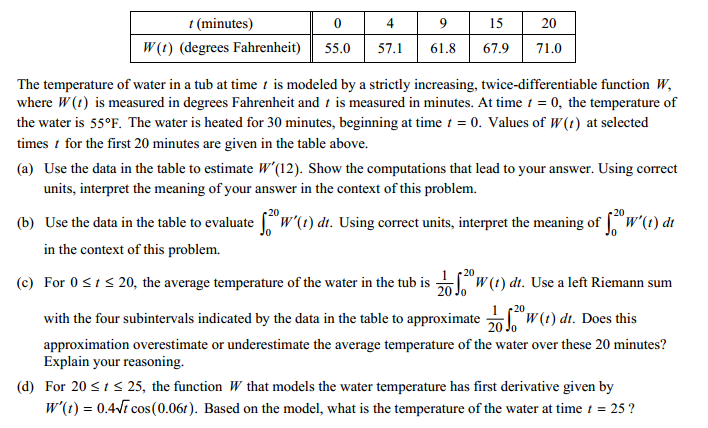 t (minutes) 0 4 9 15 20
W(t) (degrees Fahrenheit) 55.0 57.1 61.8 67.9 71.0
The temperature of water in a tub at time t is modeled by a strictly increasing, twice-differentiable function W,
where W(t) is measured in degrees Fahrenheit and t is measured in minutes. At time t = 0, the temperature of
the water is 55°F. The water is heated for 30 minutes, beginning at time t = 0. Values of W(t) at selected
times t for the first 20 minutes are given in the table above.
(a) Use the data in the table to estimate W′(12). Show the computations that lead to your answer. Using correct
units, interpret the meaning of your answer in the context of this problem.
(b) Use the data in the table to evaluate ∫₀²⁰ W′(t) dt. Using correct units, interpret the meaning of ∫₀²⁰ W′(t) dt
in the context of this problem.
(c) For 0 ≤ t ≤ 20, the average temperature of the water in the tub is 1/20 ∫₀²⁰ W(t) dt. Use a left Riemann sum
with the four subintervals indicated by the data in the table to approximate 1/20 ∫₀²⁰ W(t) dt. Does this
approximation overestimate or underestimate the average temperature of the water over these 20 minutes?
Explain your reasoning.
(d) For 20 ≤ t ≤ 25, the function W that models the water temperature has first derivative given by
W′(t) = 0.4√t cos(0.06t). Based on the model, what is the temperature of the water at time t = 25 ?